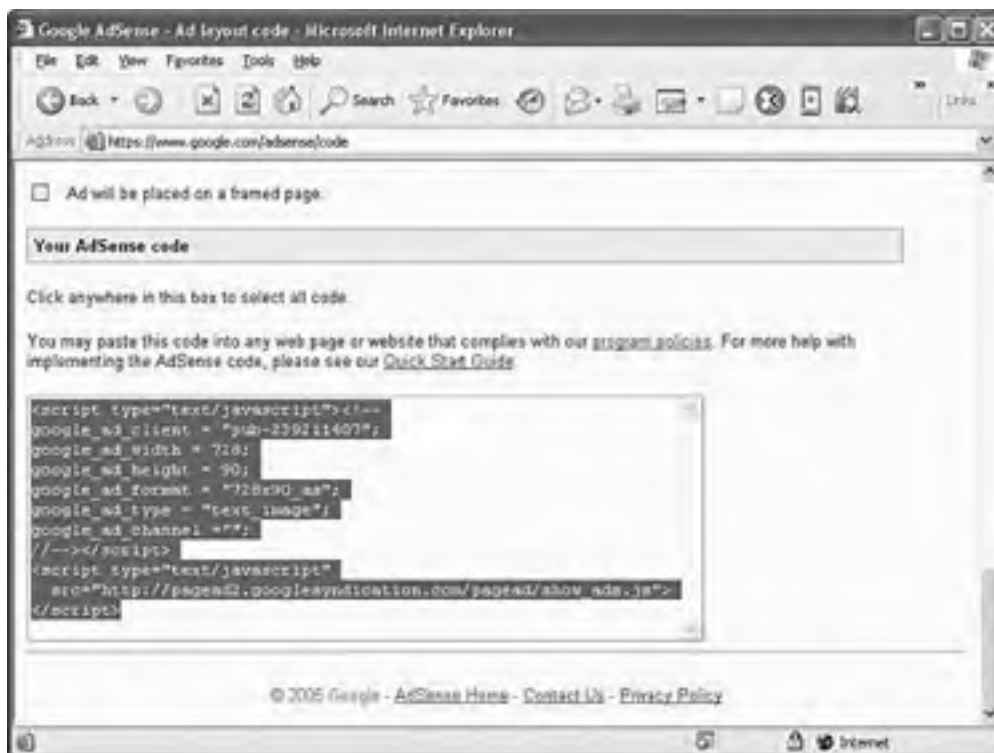 Google AdSense - Ad layout code - Microsoft Internet Explorer
File Edit View Favorites Tools Help
Back Search Favorites » Links »
Address https://www.google.com/adsense/code
Ad will be placed on a framed page.
Your AdSense code
Click anywhere in this box to select all code.
You may paste this code into any web page or website that complies with our program policies. For more help with
implementing the AdSense code, please see our Quick Start Guide.
<script type="text/javascript"><!--
google_ad_client = "pub-239211607";
google_ad_width = 728;
google_ad_height = 90;
google_ad_format = "728x90_as";
google_ad_type = "text_image";
google_ad_channel ="";
//--></script>
<script type="text/javascript"
src="http://pagead2.googlesyndication.com/pagead/show_ads.js">
</script>
© 2005 Google - AdSense Home - Contact Us - Privacy Policy
Internet